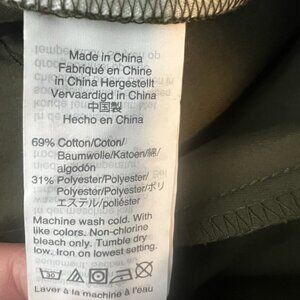 Made in China
Fabriqué en Chine
in China Hergestellt
Vervaardigd in China
中国製
Hecho en China
69% Cotton/Coton/
Baumwolle/Katoen/綿/
algodón
31% Polyester/Polyester/
Polyester/Polyester/ポリ
エステル/poliéster
Machine wash cold. With
like colors. Non-chlorine
bleach only. Tumble dry
low. Iron on lowest setting.
Laver à la machine à l'eau